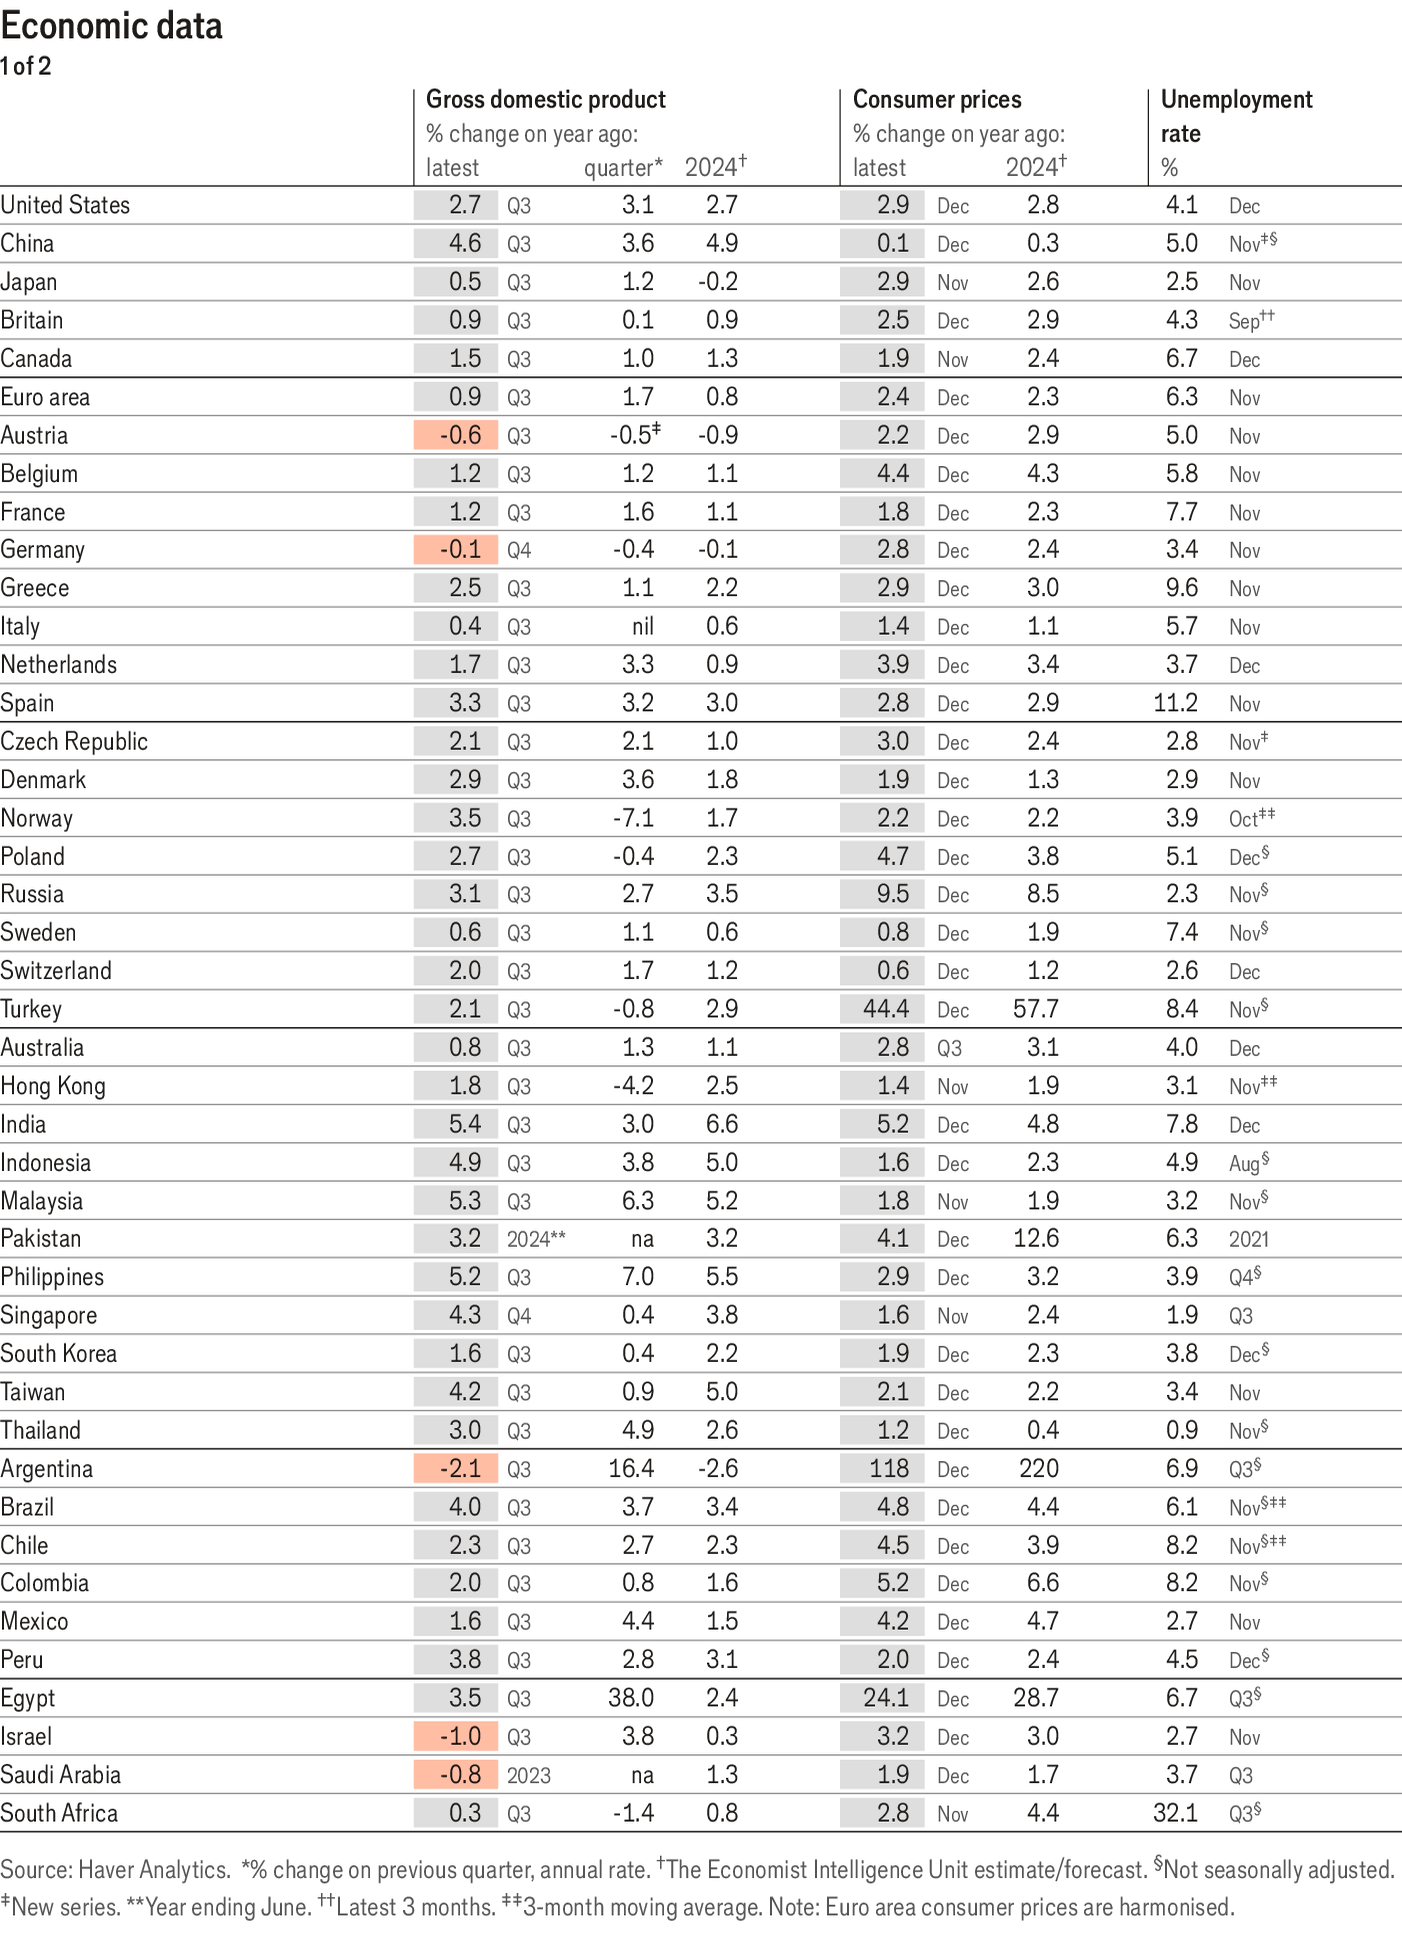 Economic data
1 of 2
Gross domestic product Consumer prices Unemployment
% change on year ago: % change on year ago: rate
latest quarter* 2024† latest 2024† %
United States 2.7 Q3 3.1 2.7 2.9 Dec 2.8 4.1 Dec
China 4.6 Q3 3.6 4.9 0.1 Dec 0.3 5.0 Nov‡§
Japan 0.5 Q3 1.2 -0.2 2.9 Nov 2.6 2.5 Nov
Britain 0.9 Q3 0.1 0.9 2.5 Dec 2.9 4.3 Sep††
Canada 1.5 Q3 1.0 1.3 1.9 Nov 2.4 6.7 Dec
Euro area 0.9 Q3 1.7 0.8 2.4 Dec 2.3 6.3 Nov
Austria -0.6 Q3 -0.5‡ -0.9 2.2 Dec 2.9 5.0 Nov
Belgium 1.2 Q3 1.2 1.1 4.4 Dec 4.3 5.8 Nov
France 1.2 Q3 1.6 1.1 1.8 Dec 2.3 7.7 Nov
Germany -0.1 Q4 -0.4 -0.1 2.8 Dec 2.4 3.4 Nov
Greece 2.5 Q3 1.1 2.2 2.9 Dec 3.0 9.6 Nov
Italy 0.4 Q3 nil 0.6 1.4 Dec 1.1 5.7 Nov
Netherlands 1.7 Q3 3.3 0.9 3.9 Dec 3.4 3.7 Dec
Spain 3.3 Q3 3.2 3.0 2.8 Dec 2.9 11.2 Nov
Czech Republic 2.1 Q3 2.1 1.0 3.0 Dec 2.4 2.8 Nov‡
Denmark 2.9 Q3 3.6 1.8 1.9 Dec 1.3 2.9 Nov
Norway 3.5 Q3 -7.1 1.7 2.2 Dec 2.2 3.9 Oct‡‡
Poland 2.7 Q3 -0.4 2.3 4.7 Dec 3.8 5.1 Dec§
Russia 3.1 Q3 2.7 3.5 9.5 Dec 8.5 2.3 Nov§
Sweden 0.6 Q3 1.1 0.6 0.8 Dec 1.9 7.4 Nov§
Switzerland 2.0 Q3 1.7 1.2 0.6 Dec 1.2 2.6 Dec
Turkey 2.1 Q3 -0.8 2.9 44.4 Dec 57.7 8.4 Nov§
Australia 0.8 Q3 1.3 1.1 2.8 Q3 3.1 4.0 Dec
Hong Kong 1.8 Q3 -4.2 2.5 1.4 Nov 1.9 3.1 Nov‡‡
India 5.4 Q3 3.0 6.6 5.2 Dec 4.8 7.8 Dec
Indonesia 4.9 Q3 3.8 5.0 1.6 Dec 2.3 4.9 Aug§
Malaysia 5.3 Q3 6.3 5.2 1.8 Nov 1.9 3.2 Nov§
Pakistan 3.2 2024** na 3.2 4.1 Dec 12.6 6.3 2021
Philippines 5.2 Q3 7.0 5.5 2.9 Dec 3.2 3.9 Q4§
Singapore 4.3 Q4 0.4 3.8 1.6 Nov 2.4 1.9 Q3
South Korea 1.6 Q3 0.4 2.2 1.9 Dec 2.3 3.8 Dec§
Taiwan 4.2 Q3 0.9 5.0 2.1 Dec 2.2 3.4 Nov
Thailand 3.0 Q3 4.9 2.6 1.2 Dec 0.4 0.9 Nov§
Argentina -2.1 Q3 16.4 -2.6 118 Dec 220 6.9 Q3§
Brazil 4.0 Q3 3.7 3.4 4.8 Dec 4.4 6.1 Nov§‡‡
Chile 2.3 Q3 2.7 2.3 4.5 Dec 3.9 8.2 Nov§‡‡
Colombia 2.0 Q3 0.8 1.6 5.2 Dec 6.6 8.2 Nov§
Mexico 1.6 Q3 4.4 1.5 4.2 Dec 4.7 2.7 Nov
Peru 3.8 Q3 2.8 3.1 2.0 Dec 2.4 4.5 Dec§
Egypt 3.5 Q3 38.0 2.4 24.1 Dec 28.7 6.7 Q3§
Israel -1.0 Q3 3.8 0.3 3.2 Dec 3.0 2.7 Nov
Saudi Arabia -0.8 2023 na 1.3 1.9 Dec 1.7 3.7 Q3
South Africa 0.3 Q3 -1.4 0.8 2.8 Nov 4.4 32.1 Q3§
Source: Haver Analytics. *% change on previous quarter, annual rate. †The Economist Intelligence Unit estimate/forecast. §Not seasonally adjusted.
‡New series. **Year ending June. ††Latest 3 months. ‡‡3-month moving average. Note: Euro area consumer prices are harmonised.